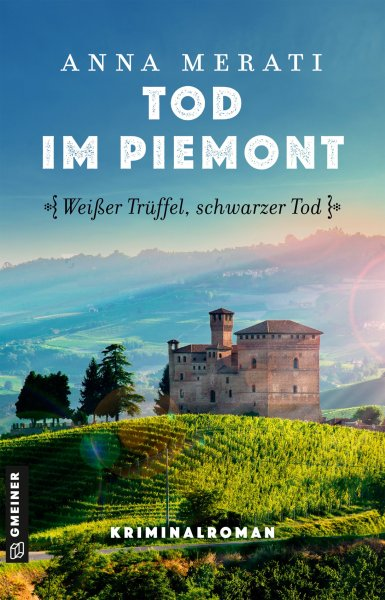 ANNA MERATI
TOD
IM PIEMONT
Weißer Trüffel, schwarzer Tod
GMEINER
KRIMINALROMAN